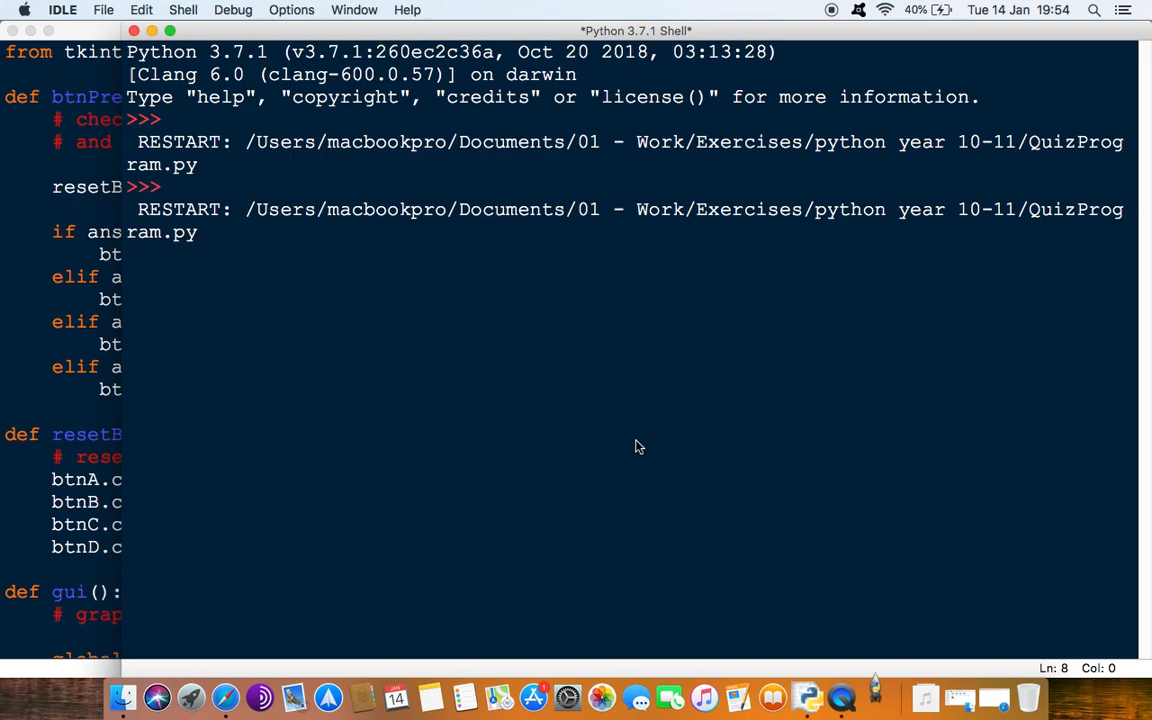 IDLE File Edit Shell Debug Options Window Help 40% Tue 14 Jan 19:54
*Python 3.7.1 Shell*
Python 3.7.1 (v3.7.1:260ec2c36a, Oct 20 2018, 03:13:28)
[Clang 6.0 (clang-600.0.57)] on darwin
Type "help", "copyright", "credits" or "license()" for more information.
>>>
RESTART: /Users/macbookpro/Documents/01 - Work/Exercises/python year 10-11/QuizProg
ram.py
>>>
RESTART: /Users/macbookpro/Documents/01 - Work/Exercises/python year 10-11/QuizProg
ram.py
from tkint
def btnPre
# chec
# and
resetB
if ans
bt
elif a
bt
elif a
bt
elif a
bt
def resetB
# rese
btnA.c
btnB.c
btnC.c
btnD.c
def gui():
# grap
global
Ln: 8 Col: 0
JAN
14
1